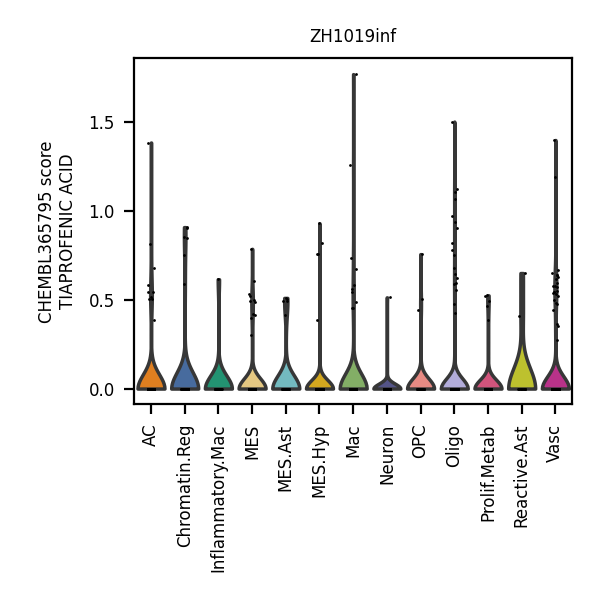 ZH1019inf
CHEMBL365795 score
TIAPROFENIC ACID
1.5
1.0
0.5
0.0
AC
Chromatin.Reg
Inflammatory.Mac
MES
MES.Ast
MES.Hyp
Mac
Neuron
OPC
Oligo
Prolif.Metab
Reactive.Ast
Vasc